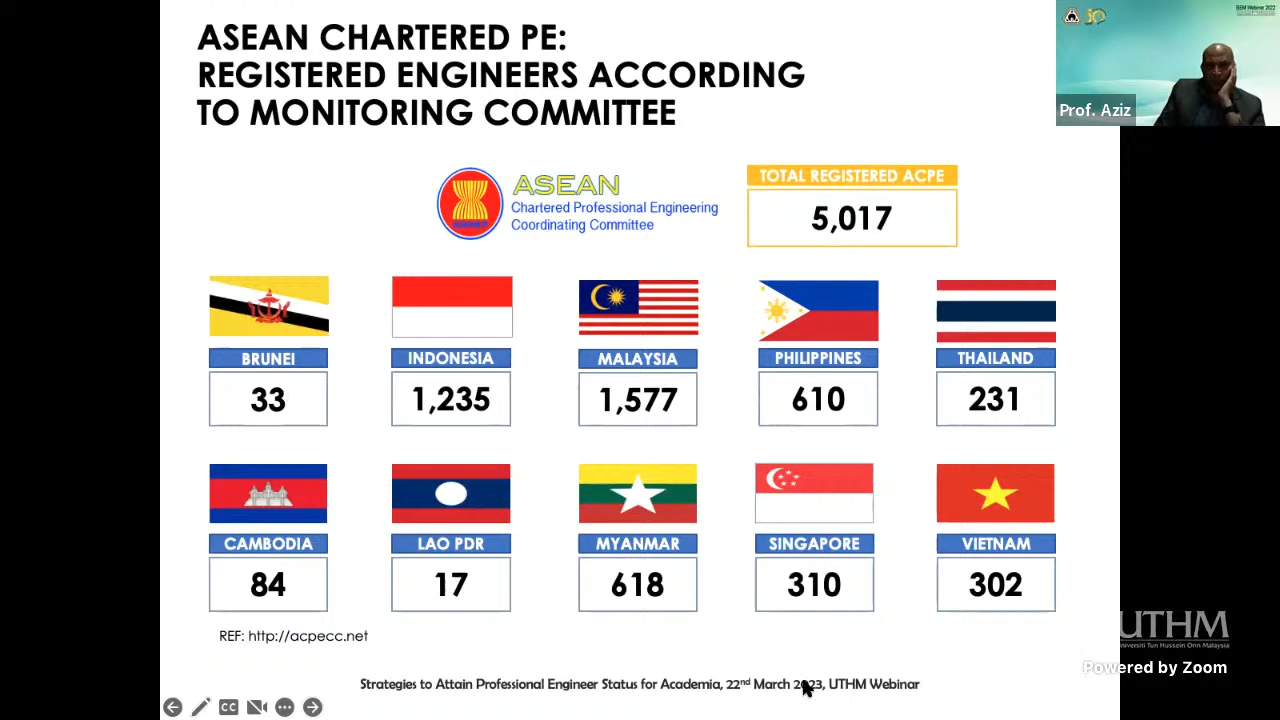 ASEAN CHARTERED PE:
REGISTERED ENGINEERS ACCORDING
TO MONITORING COMMITTEE
Prof. Aziz
ASEAN
Chartered Professional Engineering
Coordinating Committee
TOTAL REGISTERED ACPE
5,017
BRUNEI
33
INDONESIA
1,235
MALAYSIA
1,577
PHILIPPINES
610
THAILAND
231
CAMBODIA
84
LAO PDR
17
MYANMAR
618
SINGAPORE
310
VIETNAM
302
REF: http://acpecc.net
Strategies to Attain Professional Engineer Status for Academia, 22nd March 2023, UTHM Webinar
CC
UTHM
Universiti Tun Hussein Onn Malaysia
Powered by Zoom